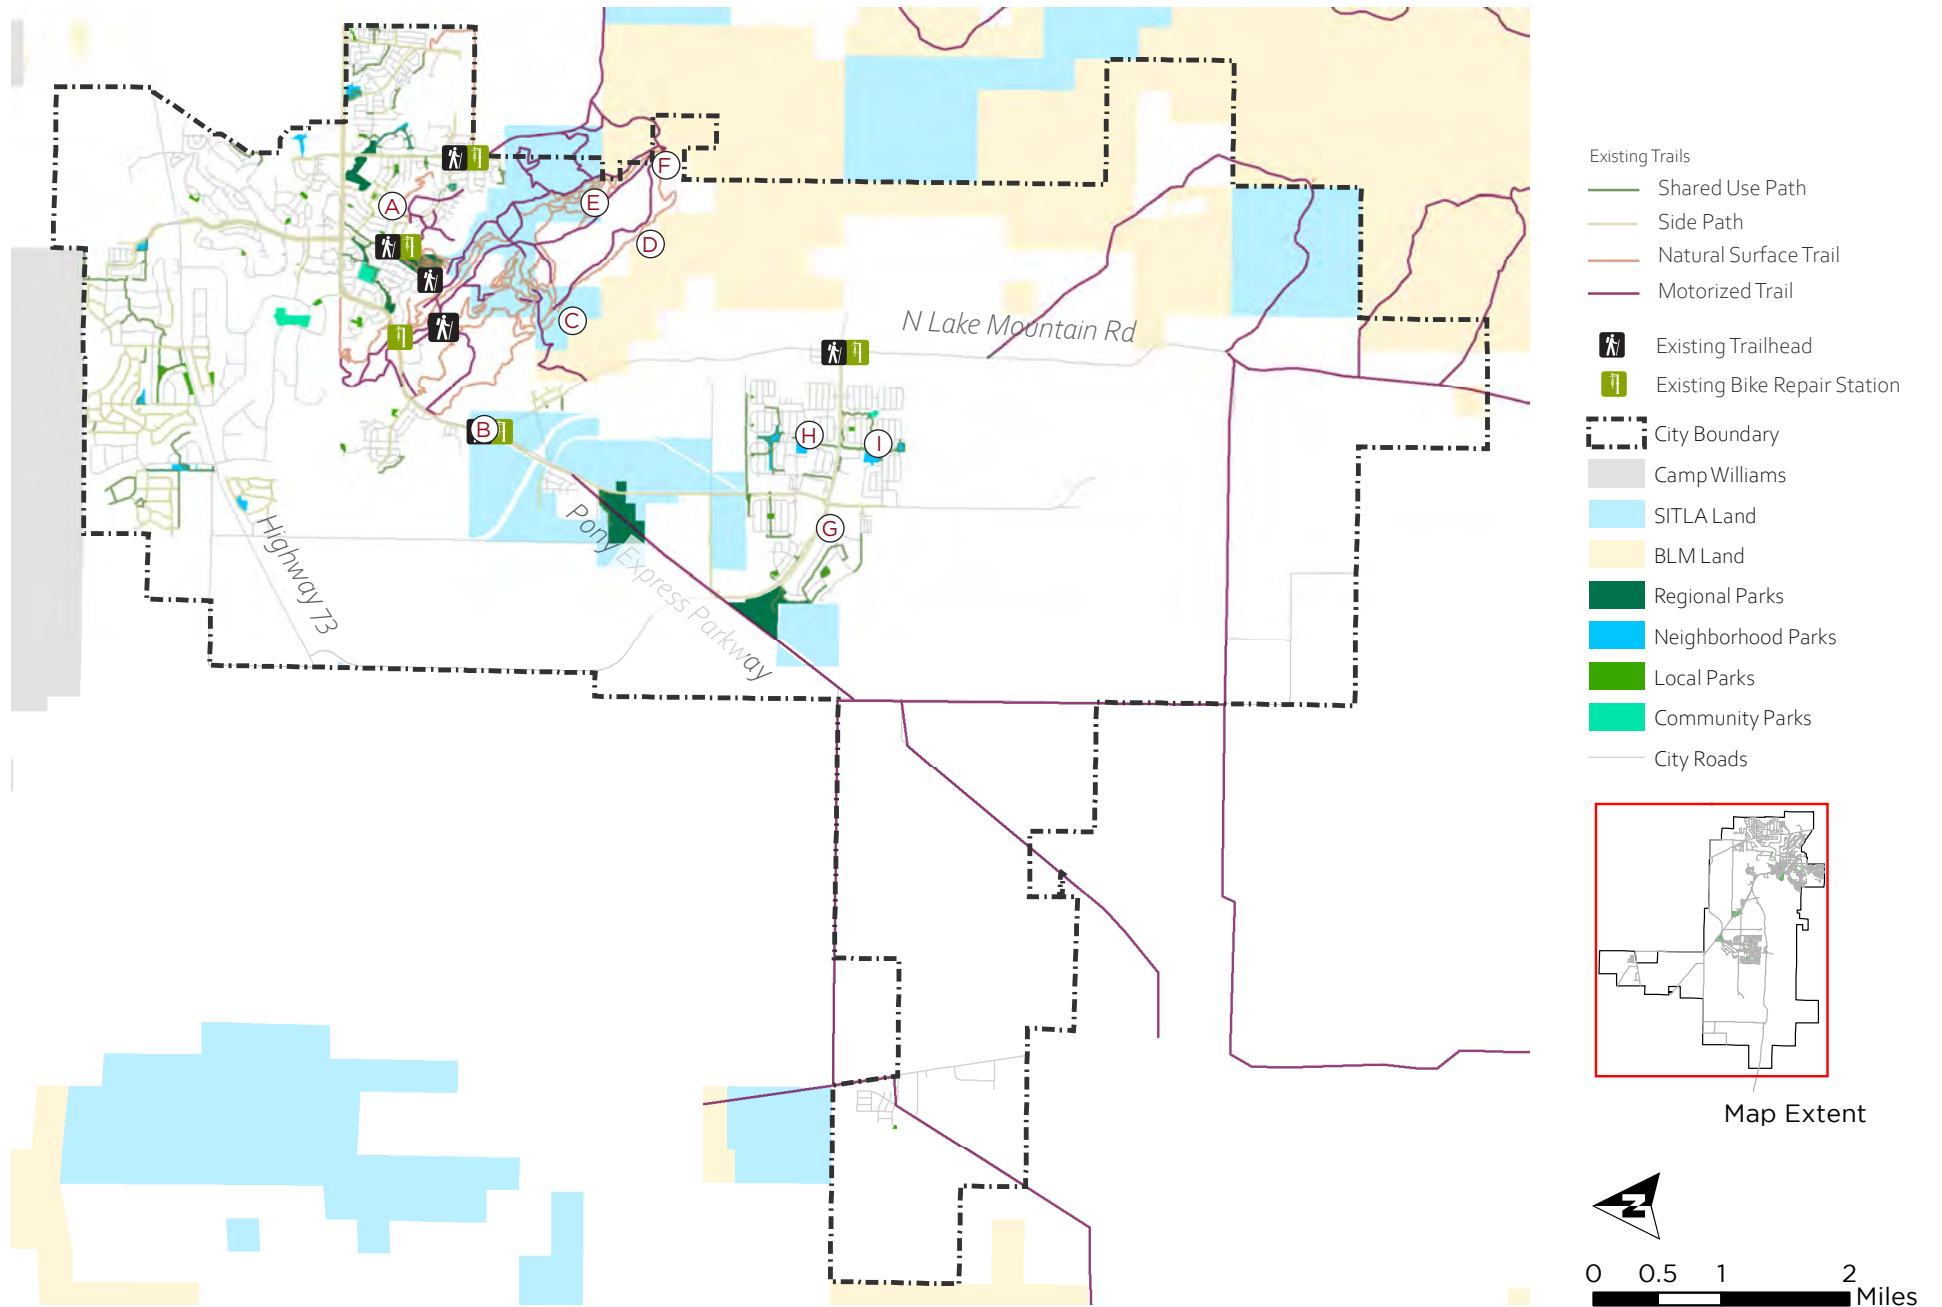 A
B
C
D
E
F
G
H
I
N Lake Mountain Rd
Highway 73
Pony Express Parkway
Existing Trails
Shared Use Path
Side Path
Natural Surface Trail
Motorized Trail
Existing Trailhead
Existing Bike Repair Station
City Boundary
Camp Williams
SITLA Land
BLM Land
Regional Parks
Neighborhood Parks
Local Parks
Community Parks
City Roads
Map Extent
N
0 0.5 1 2
Miles